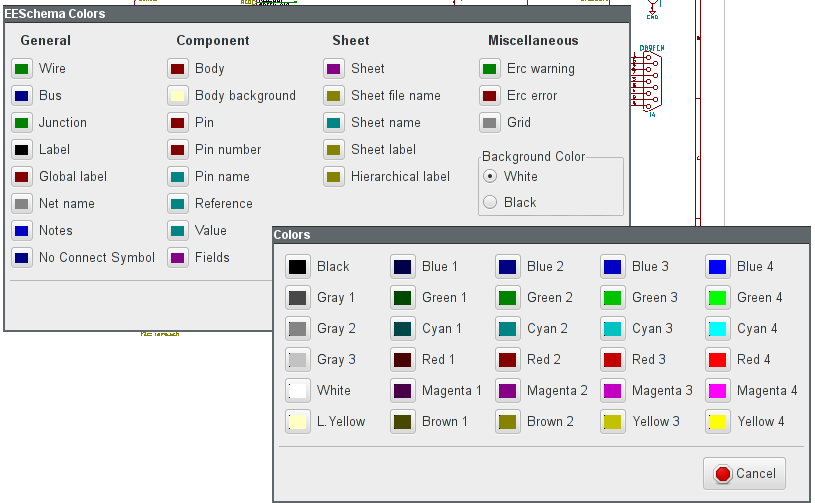 EESchema Colors
General Component Sheet Miscellaneous
Wire Body Sheet Erc warning
Bus Body background Sheet file name Erc error
Junction Pin Sheet name Grid
Label Pin number Sheet label
Background Color
Global label Pin name Hierarchical label White
Net name Reference Black
Notes Value
No Connect Symbol Fields
Colors
Black Blue 1 Blue 2 Blue 3 Blue 4
Gray 1 Green 1 Green 2 Green 3 Green 4
Gray 2 Cyan 1 Cyan 2 Cyan 3 Cyan 4
Gray 3 Red 1 Red 2 Red 3 Red 4
White Magenta 1 Magenta 2 Magenta 3 Magenta 4
L.Yellow Brown 1 Brown 2 Yellow 3 Yellow 4
Cancel
GND
J4